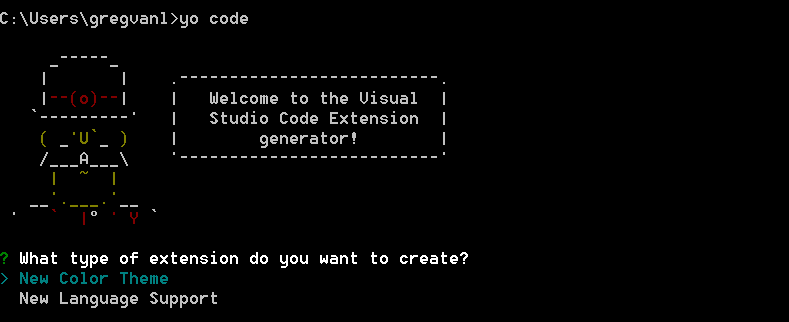 C:\Users\gregvanl>yo code
Welcome to the Visual
Studio Code Extension
generator!
? What type of extension do you want to create?
> New Color Theme
New Language Support